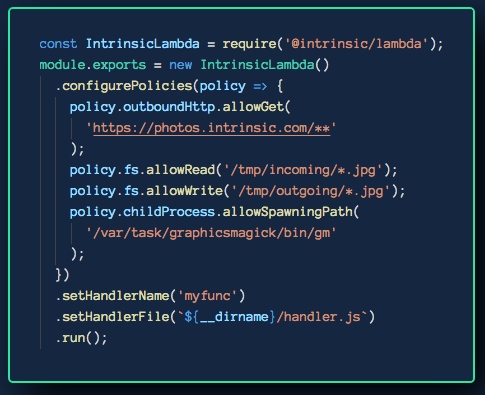 const IntrinsicLambda = require('@intrinsic/lambda');
module.exports = new IntrinsicLambda()
  .configurePolicies(policy => {
    policy.outboundHttp.allowGet(
      'https://photos.intrinsic.com/**'
    );
    policy.fs.allowRead('/tmp/incoming/*.jpg');
    policy.fs.allowWrite('/tmp/outgoing/*.jpg');
    policy.childProcess.allowSpawningPath(
      '/var/task/graphicsmagick/bin/gm'
    );
  })
  .setHandlerName('myfunc')
  .setHandlerFile(`${__dirname}/handler.js`)
  .run();